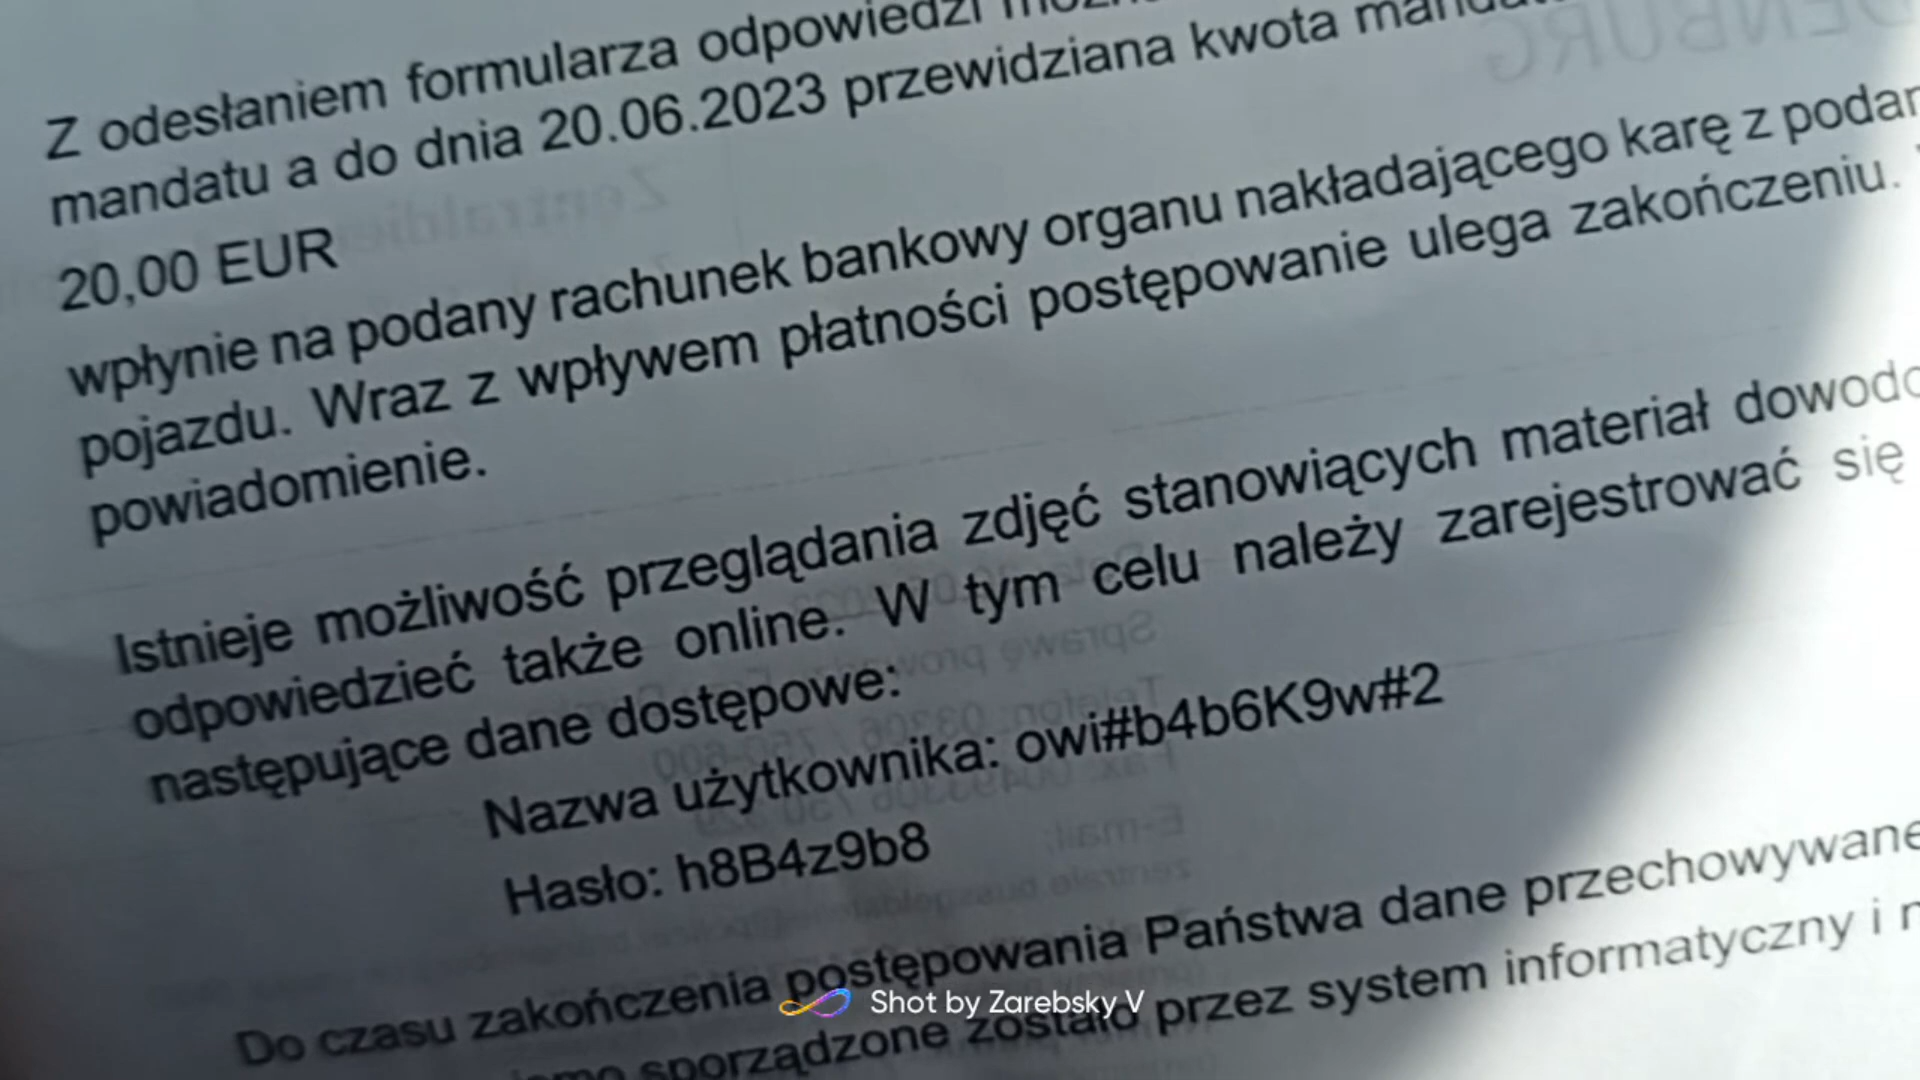 Z odesłaniem formularza odpowiedzi
mandatu a do dnia 20.06.2023 przewidziana kwota
20,00 EUR
wpłynie na podany rachunek bankowy organu nakładającego karę z
pojazdu. Wraz z wpływem płatności postępowanie ulega zakończeniu.
powiadomienie.
Istnieje możliwość przeglądania zdjęć stanowiących materiał
odpowiedzieć także online. W tym celu należy zarejestrować się
następujące dane dostępowe:
Nazwa użytkownika: owi#b4b6K9w#2
Hasło: h8B4z9b8
Do czasu zakończenia postępowania Państwa dane przechowywane
sporządzone zostało przez system informatyczny i
Shot by Zarebsky V